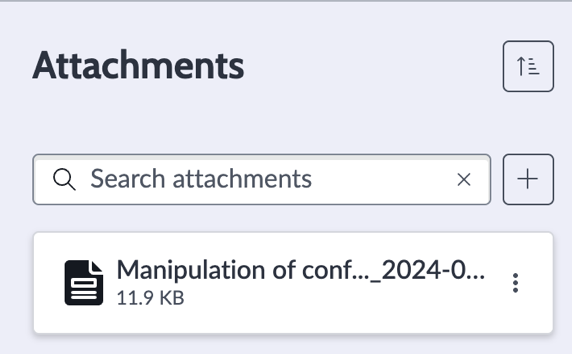 Attachments
Search attachments
Manipulation of conf..._2024-0...
11.9 KB